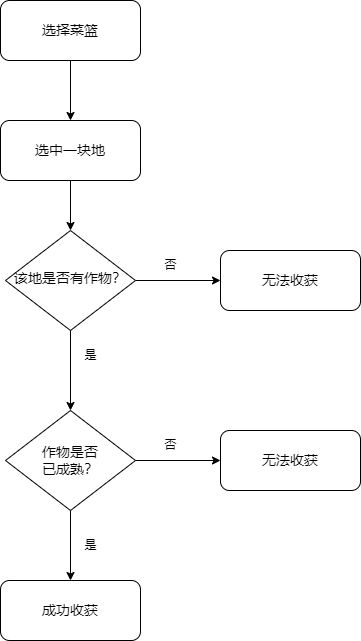 选择菜篮
选中一块地
该地是否有作物?
否
无法收获
是
作物是否
已成熟?
否
无法收获
是
成功收获